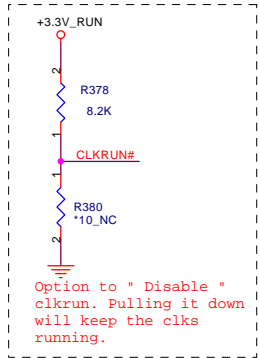 +3.3V_RUN
2
R378
8.2K
1
CLKRUN#
1
R380
*10_NC
2
Option to " Disable "
clkrun. Pulling it down
will keep the clks
running.